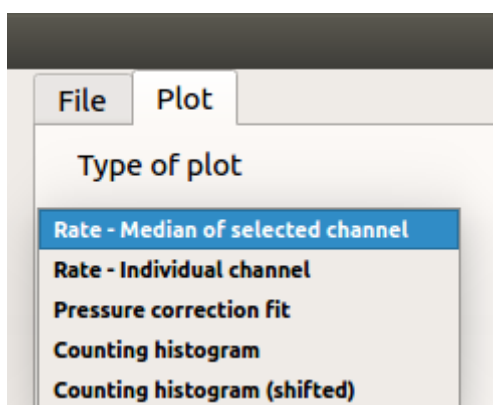 File Plot
Type of plot
Rate - Median of selected channel
Rate - Individual channel
Pressure correction fit
Counting histogram
Counting histogram (shifted)